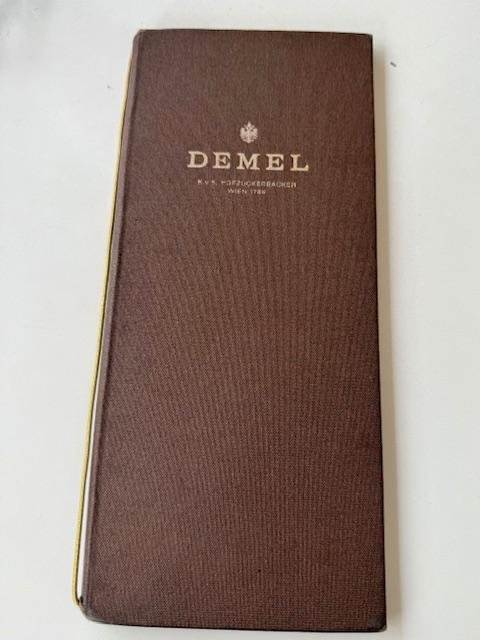 DEMEL
K.u.K. HOFZUCKERBÄCKER
WIEN 1786